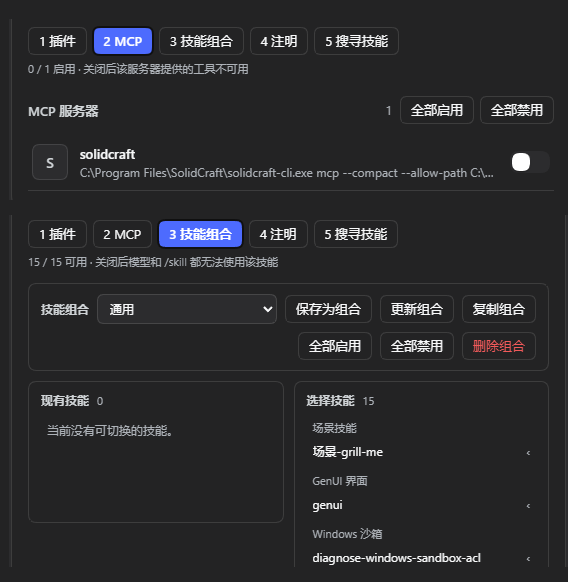 1 插件 2 MCP 3 技能组合 4 注明 5 搜寻技能
0 / 1 启用 · 关闭后该服务器提供的工具不可用
MCP 服务器 1 全部启用 全部禁用
S solidcraft
C:\Program Files\SolidCraft\solidcraft-cli.exe mcp --compact --allow-path C:\...
1 插件 2 MCP 3 技能组合 4 注明 5 搜寻技能
15 / 15 可用 · 关闭后模型和 /skill 都无法使用该技能
技能组合 通用 保存为组合 更新组合 复制组合
全部启用 全部禁用 删除组合
现有技能 0
当前没有可切换的技能。
选择技能 15
场景技能
场景-grill-me ‹
GenUI 界面
genui ‹
Windows 沙箱
diagnose-windows-sandbox-acl ‹